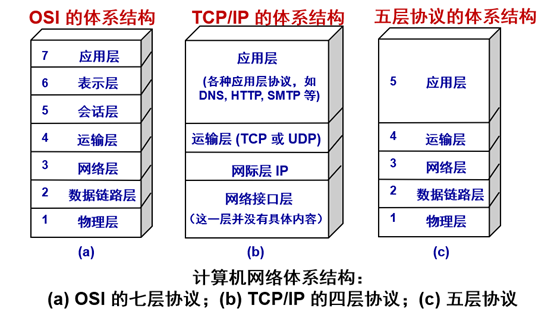 OSI 的体系结构
7 应用层
6 表示层
5 会话层
4 运输层
3 网络层
2 数据链路层
1 物理层
(a)
TCP/IP 的体系结构
应用层
(各种应用层协议，如
DNS, HTTP, SMTP 等)
运输层 (TCP 或 UDP)
网际层 IP
网络接口层
（这一层并没有具体内容）
(b)
五层协议的体系结构
5 应用层
4 运输层
3 网络层
2 数据链路层
1 物理层
(c)
计算机网络体系结构：
(a) OSI 的七层协议；(b) TCP/IP 的四层协议；(c) 五层协议